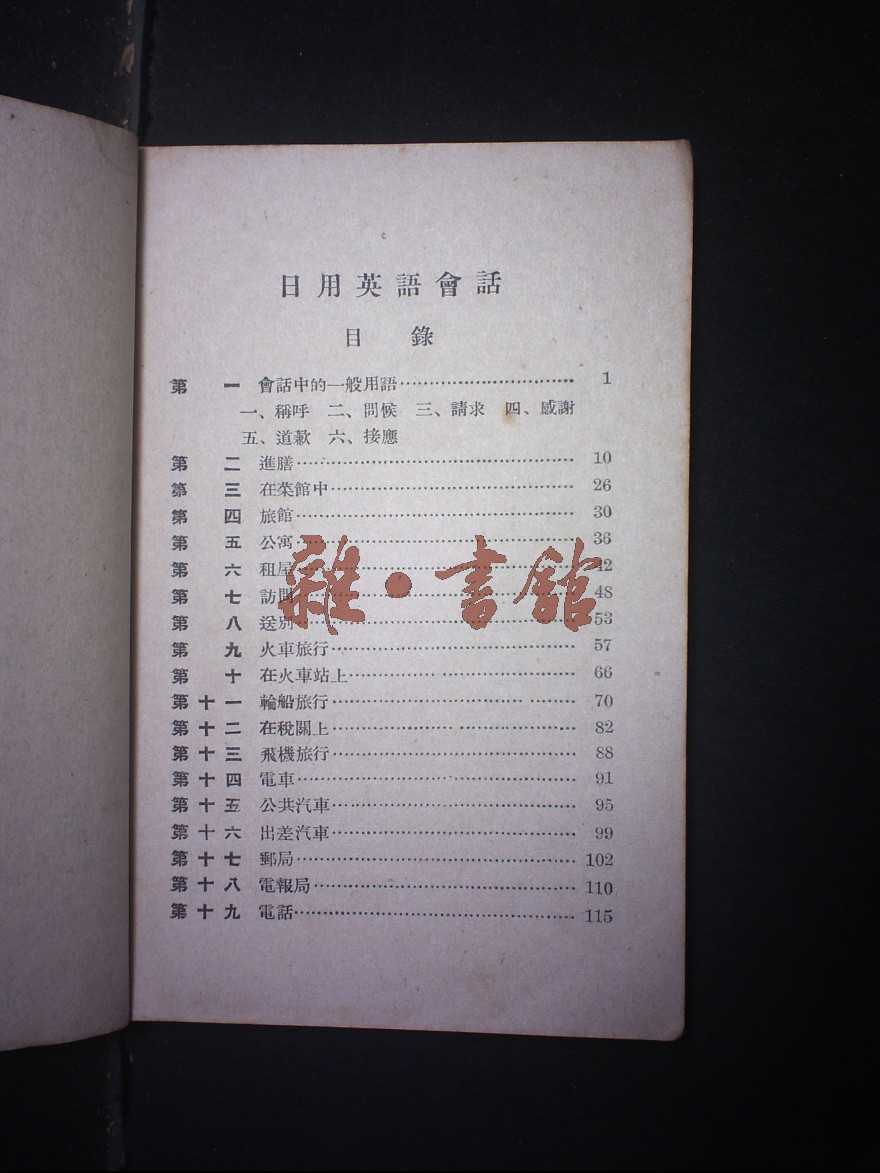 日用英語會話
目錄
第一 會話中的一般用語 1
一、稱呼 二、問候 三、請求 四、感謝
五、道歉 六、接應
第二 進膳 10
第三 在菜館中 26
第四 旅館 30
第五 公寓 36
第六 租屋 42
第七 訪問 48
第八 送別 53
第九 火車旅行 57
第十 在火車站上 66
第十一 輪船旅行 70
第十二 在稅關上 82
第十三 飛機旅行 88
第十四 電車 91
第十五 公共汽車 95
第十六 出差汽車 99
第十七 郵局 102
第十八 電報局 110
第十九 電話 115
雜·書館